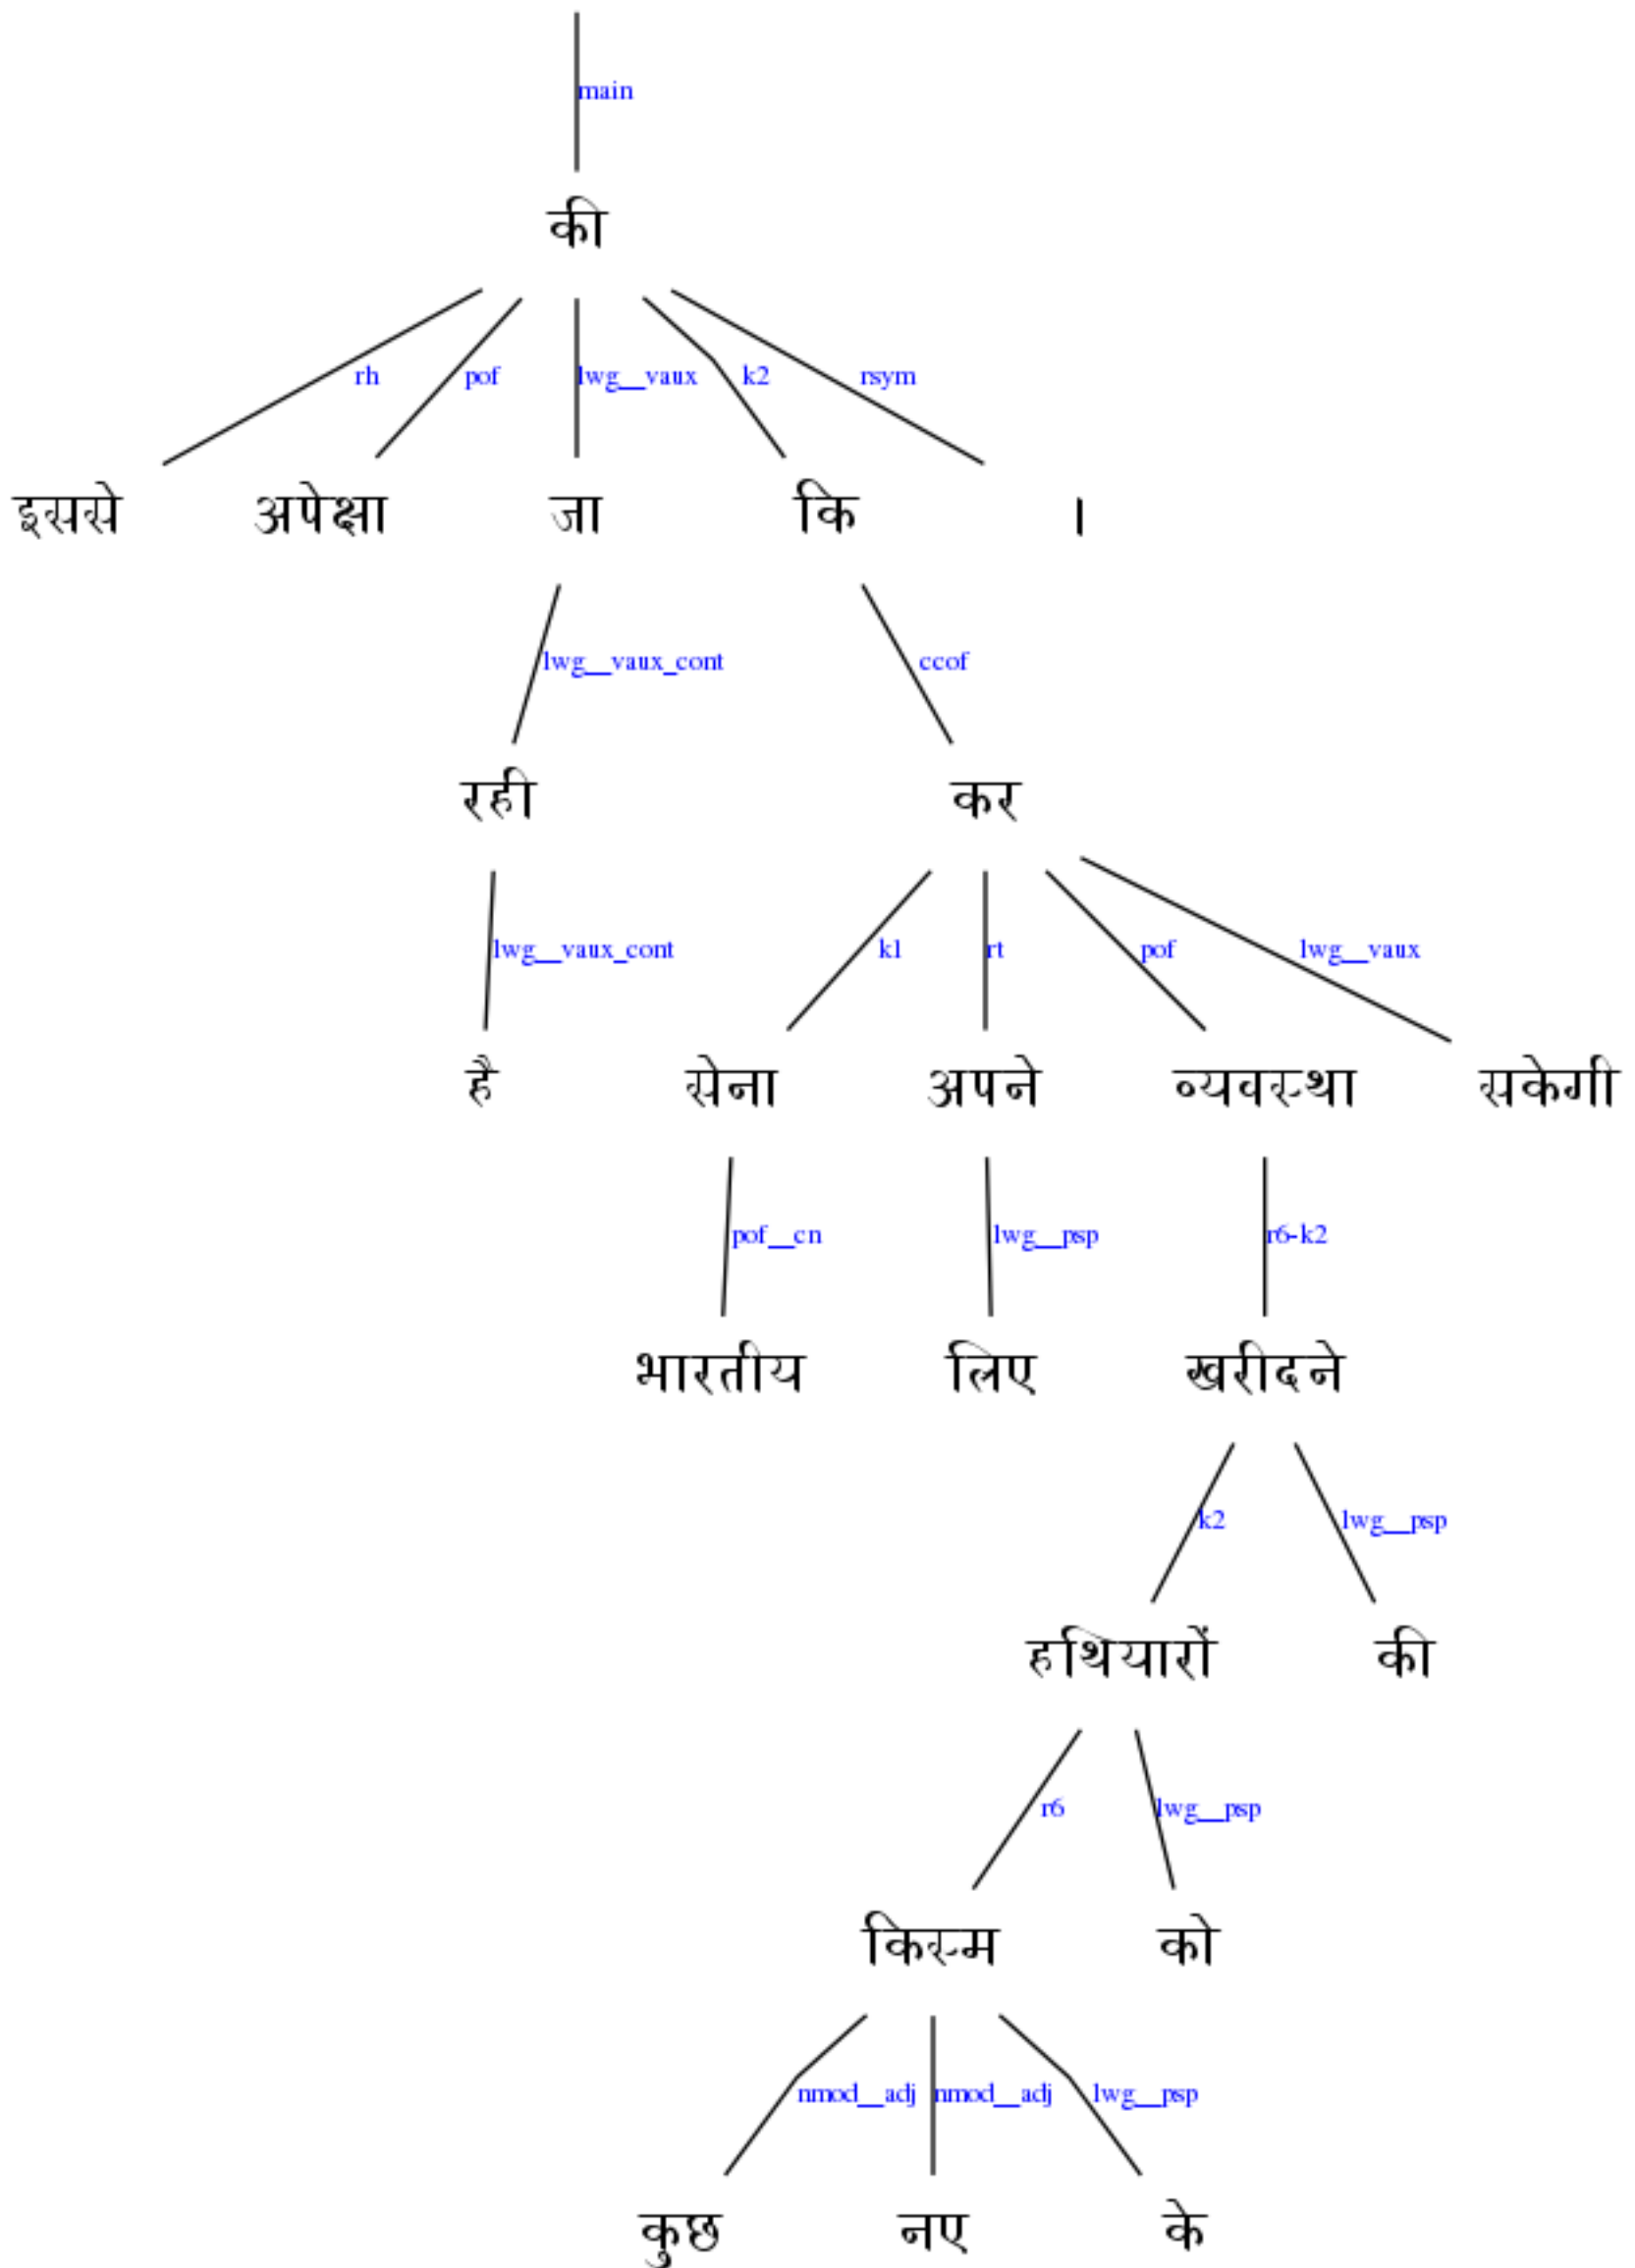 main
की
rh pof lwg__vaux k2 rsym
इससे अपेक्षा जा कि ।
lwg__vaux_cont ccof
रही कर
lwg__vaux_cont k1 rt pof lwg__vaux
है सेना अपने व्यवस्था सकेगी
pof__cn lwg__psp r6-k2
भारतीय लिए खरीदने
k2 lwg__psp
हथियारों की
r6 lwg__psp
किस्म को
nmod__adj nmod__adj lwg__psp
कुछ नए के